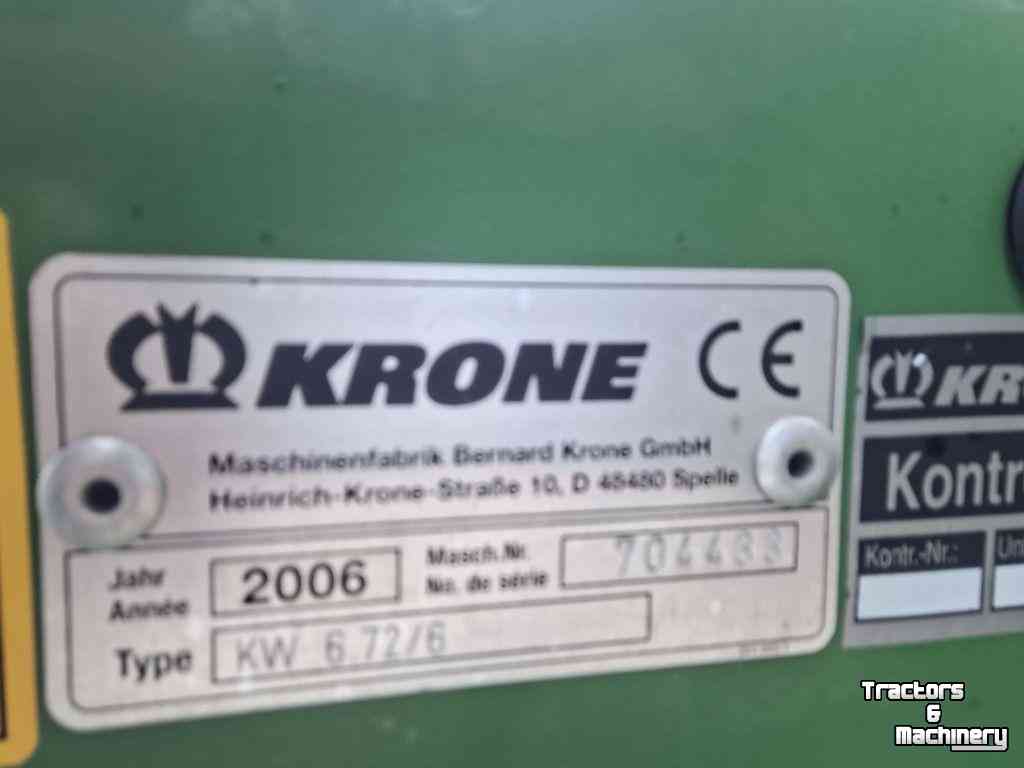 KRONE CE
Maschinenfabrik Bernard Krone GmbH
Heinrich-Krone-Straße 10, D 48480 Spelle
Jahr
Année
2006
Masch.Nr.
No. de série
704433
Type
KW 6.72/6
KR
Kontr
Kontr.-Nr.:
Un
Tractors
&
Machinery